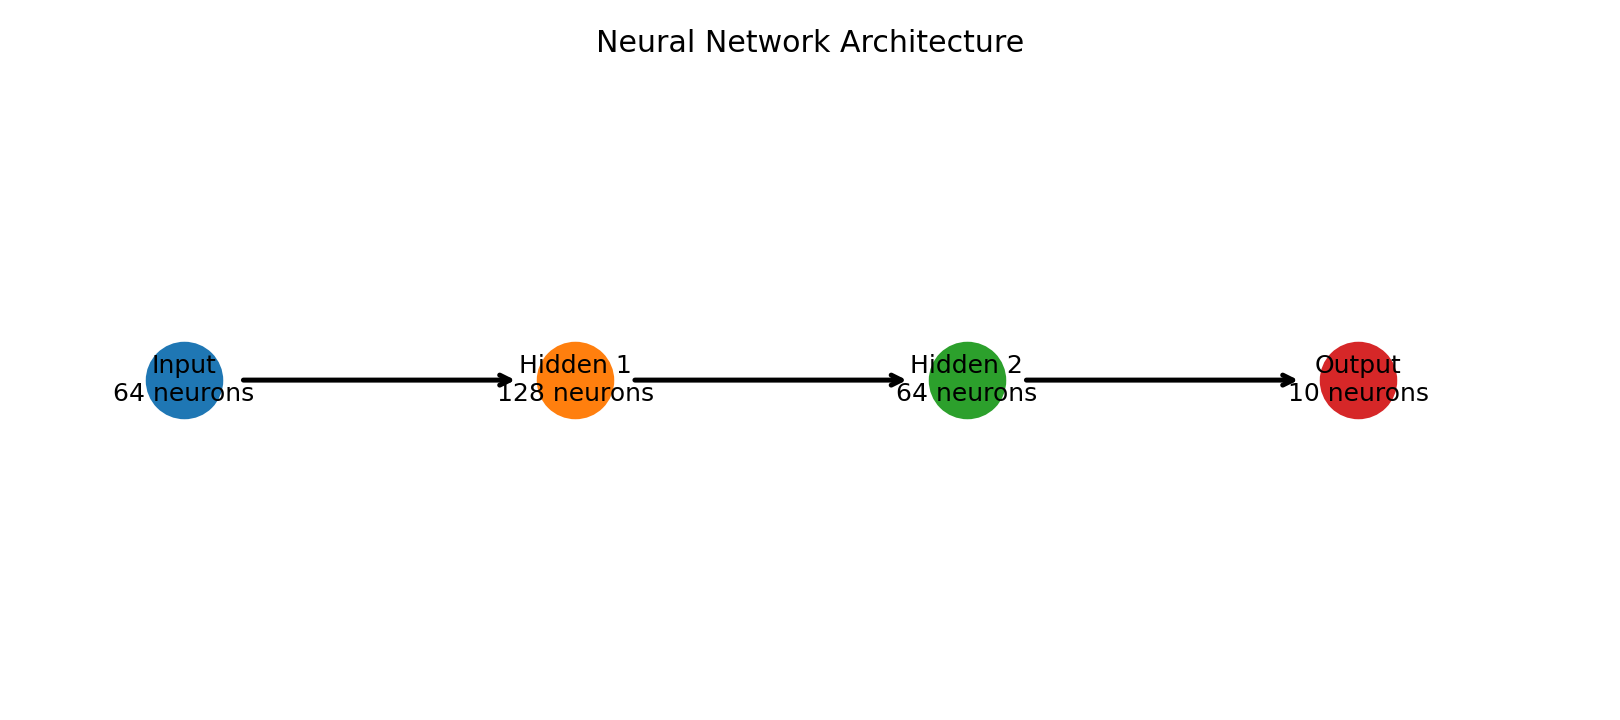 Neural Network Architecture
Input
64 neurons
Hidden 1
128 neurons
Hidden 2
64 neurons
Output
10 neurons